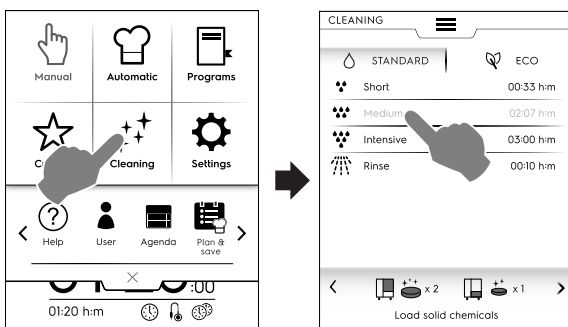 Manual Automatic Programs
Cleaning Settings
Help User Agenda Plan &
save
:00
01:20 h:m
CLEANING
STANDARD ECO
Short 00:33 h:m
Medium 02:07 h:m
Intensive 03:00 h:m
Rinse 00:10 h:m
x 2 x 1
Load solid chemicals